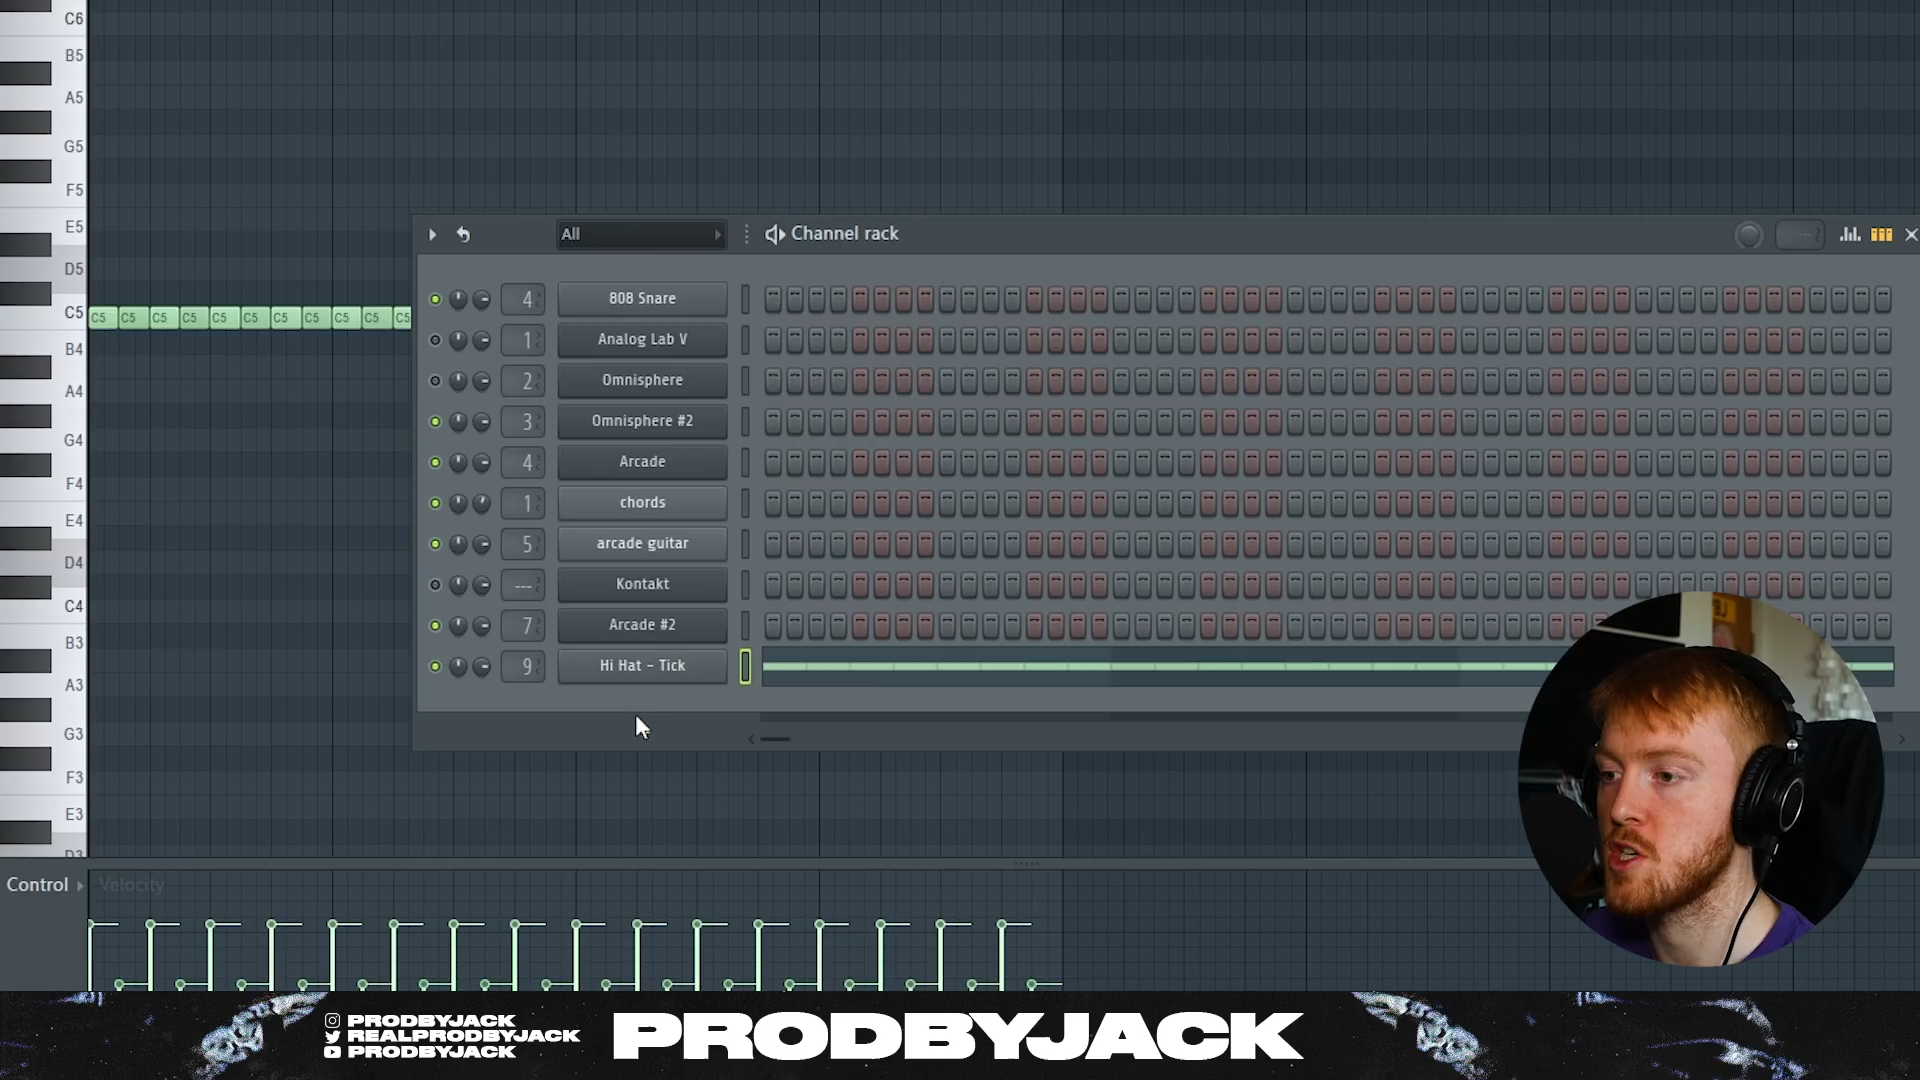 C6
B5
A5
G5
F5
E5
D5
C5
B4
A4
G4
F4
E4
D4
C4
B3
A3
G3
F3
E3
D3
C5 C5 C5 C5 C5 C5 C5 C5 C5 C5 C5
All
Channel rack
4 808 Snare
1 Analog Lab V
2 Omnisphere
3 Omnisphere #2
4 Arcade
1 chords
5 arcade guitar
--- Kontakt
7 Arcade #2
9 Hi Hat - Tick
Control
Velocity
PRODBYJACK
REALPRODBYJACK
PRODBYJACK
PRODBYJACK